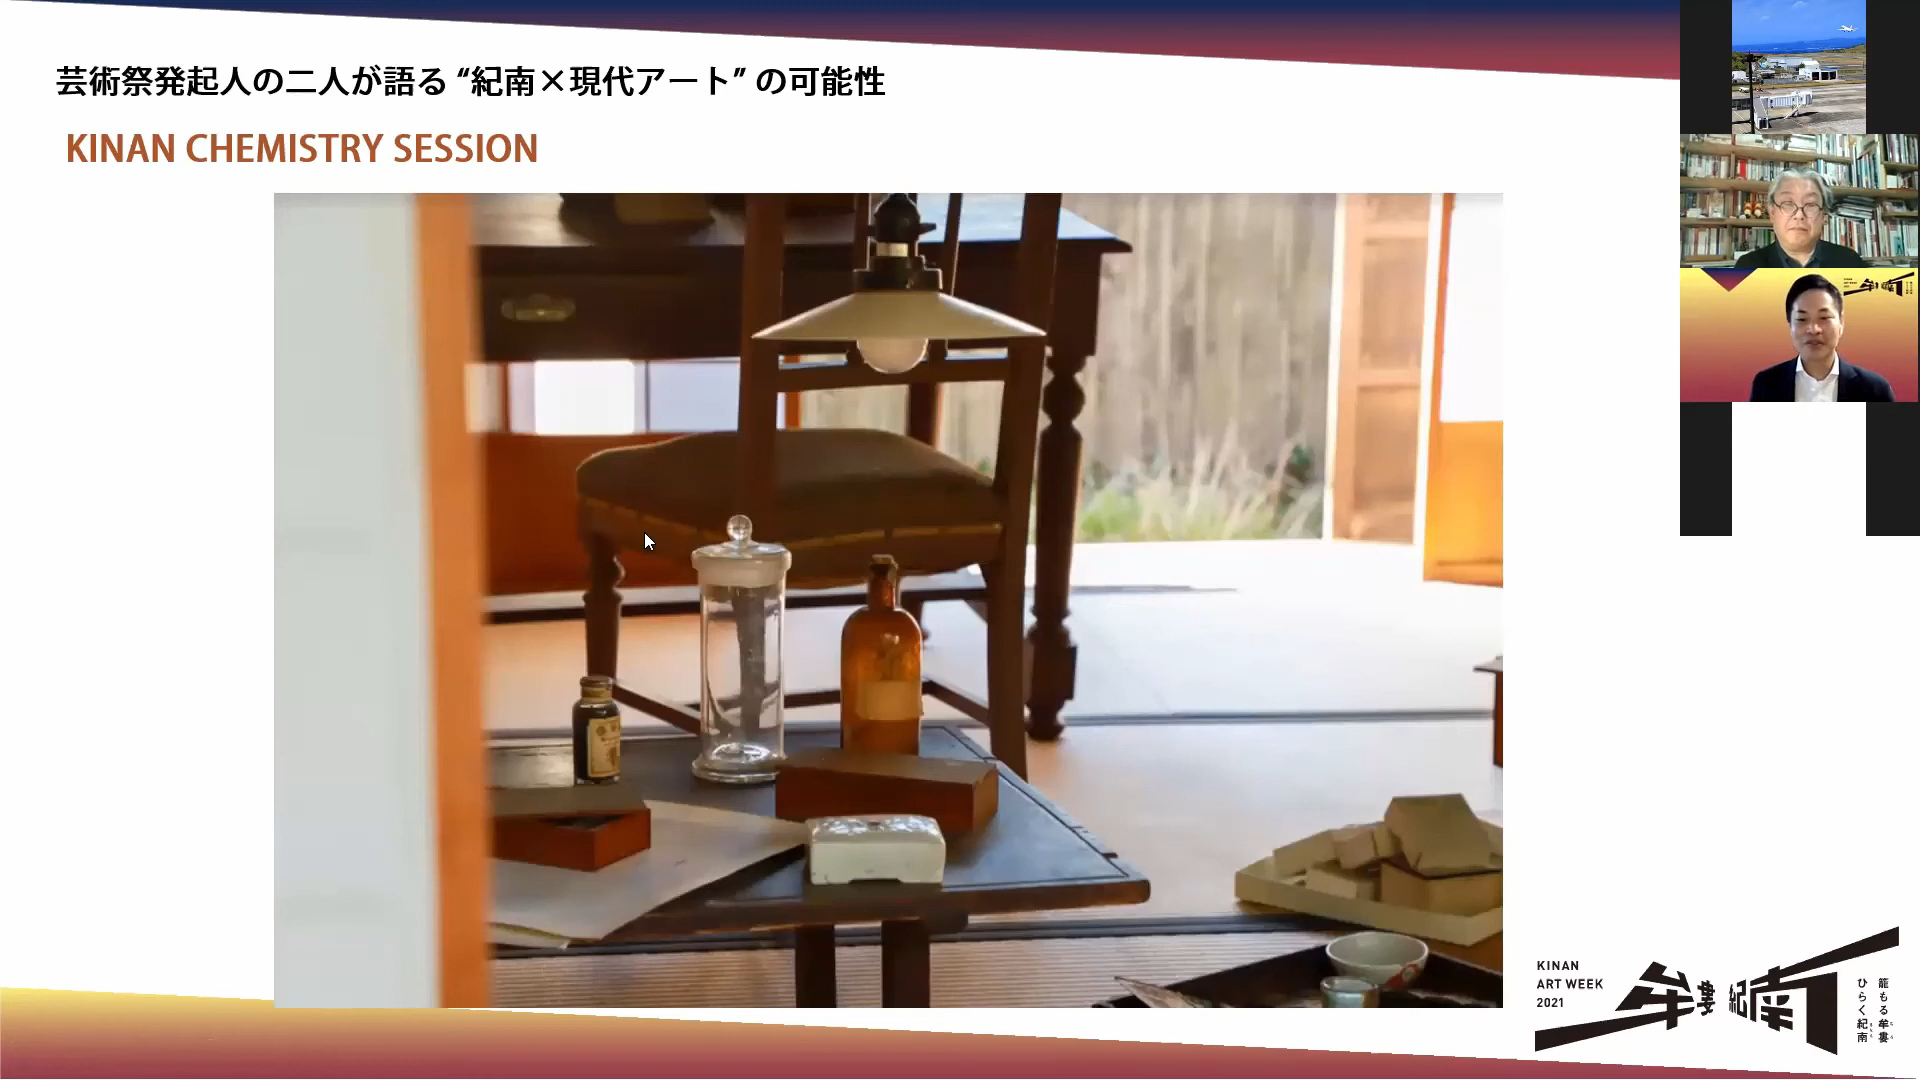 芸術祭発起人の二人が語る “紀南×現代アート” の可能性
KINAN CHEMISTRY SESSION
KINAN
ART WEEK
2021
牟婁 紀南
籠もる牟婁
ひらく紀南